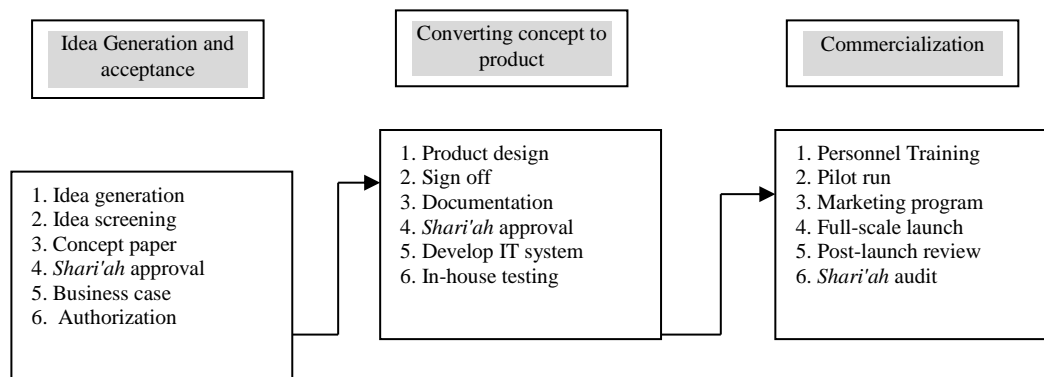 Idea Generation and
acceptance
Converting concept to
product
Commercialization
1. Idea generation
2. Idea screening
3. Concept paper
4. Shari'ah approval
5. Business case
6. Authorization
1. Product design
2. Sign off
3. Documentation
4. Shari'ah approval
5. Develop IT system
6. In-house testing
1. Personnel Training
2. Pilot run
3. Marketing program
4. Full-scale launch
5. Post-launch review
6. Shari'ah audit